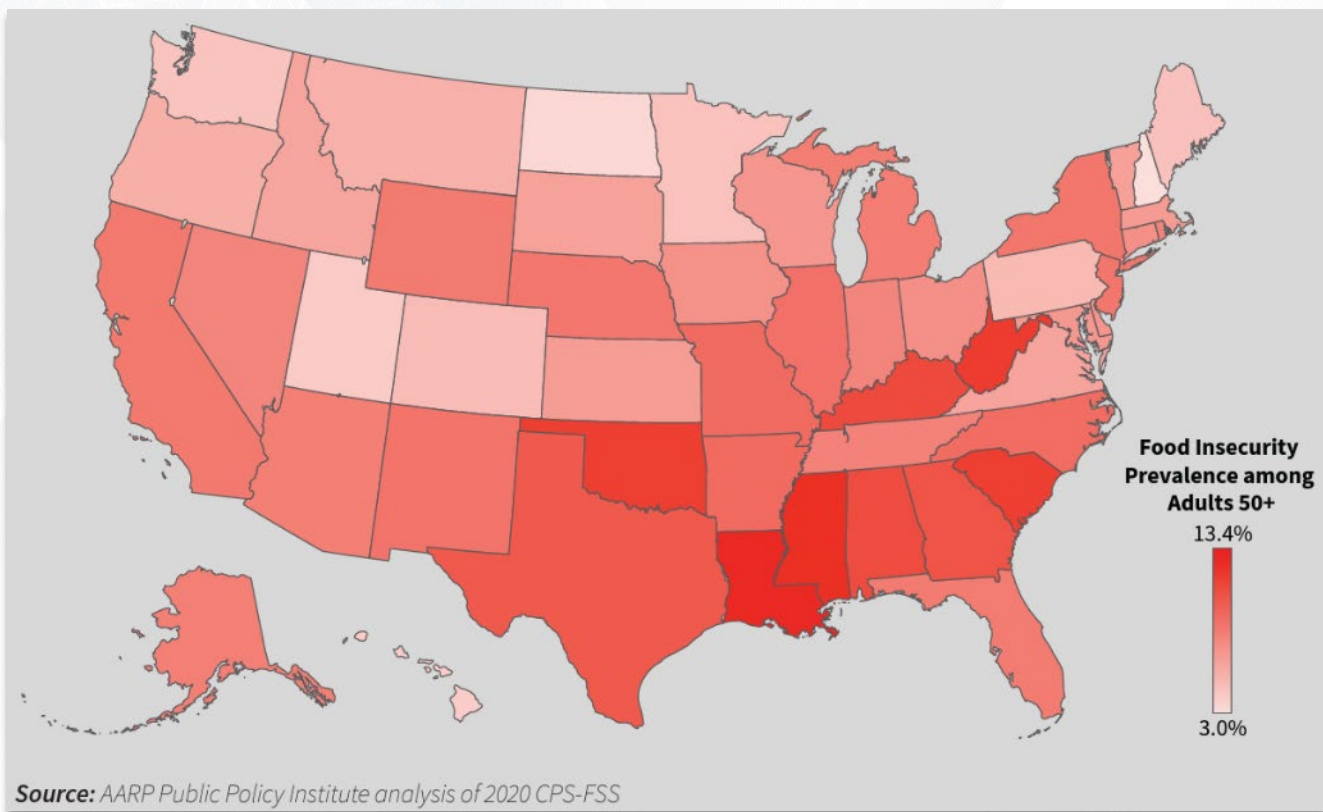 Food Insecurity
Prevalence among
Adults 50+
13.4%
3.0%
Source: AARP Public Policy Institute analysis of 2020 CPS-FSS